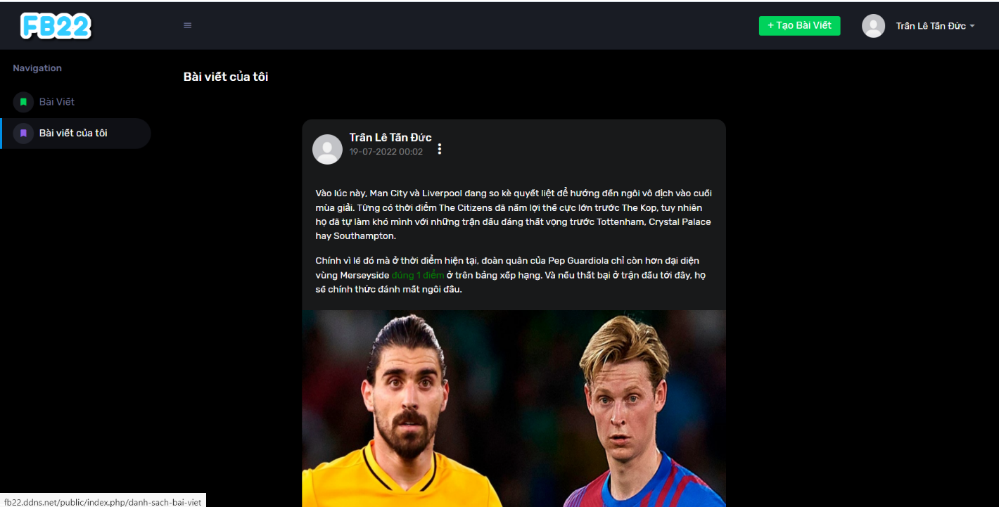 FB22
+ Tạo Bài Viết
Trần Lê Tấn Đức
Navigation
Bài Viết
Bài viết của tôi
Bài viết của tôi
Trần Lê Tấn Đức
19-07-2022 00:02
Vào lúc này, Man City và Liverpool đang so kè quyết liệt để hướng đến ngôi vô địch vào cuối
mùa giải. Từng có thời điểm The Citizens đã nắm lợi thế cực lớn trước The Kop, tuy nhiên
họ đã tự làm khó mình với những trận đấu đáng thất vọng trước Tottenham, Crystal Palace
hay Southampton.
Chính vì lẽ đó mà ở thời điểm hiện tại, đoàn quân của Pep Guardiola chỉ còn hơn đại diện
vùng Merseyside đúng 1 điểm ở trên bảng xếp hạng. Và nếu thất bại ở trận đấu tới đây, họ
sẽ chính thức đánh mất ngôi đầu.
fb22.ddns.net/public/index.php/danh-sach-bai-viet